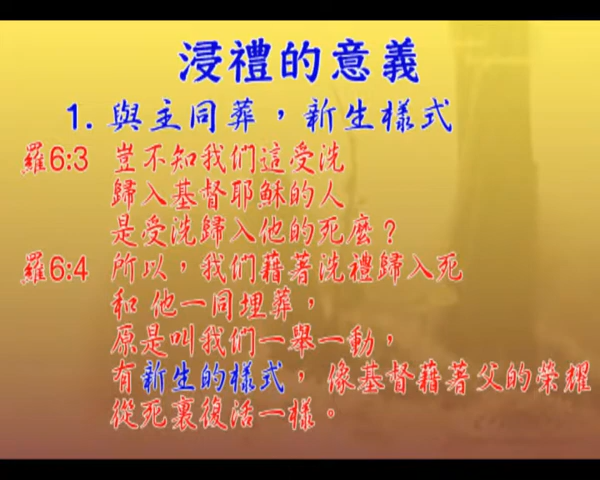 浸禮的意義
1. 與主同葬，新生樣式
羅6:3 豈不知我們這受洗
歸入基督耶穌的人
是受洗歸入他的死麼？
羅6:4 所以，我們藉著洗禮歸入死
和 他一同埋葬，
原是叫我們一舉一動，
有新生的樣式， 像基督藉著父的榮耀
從死裏復活一樣。